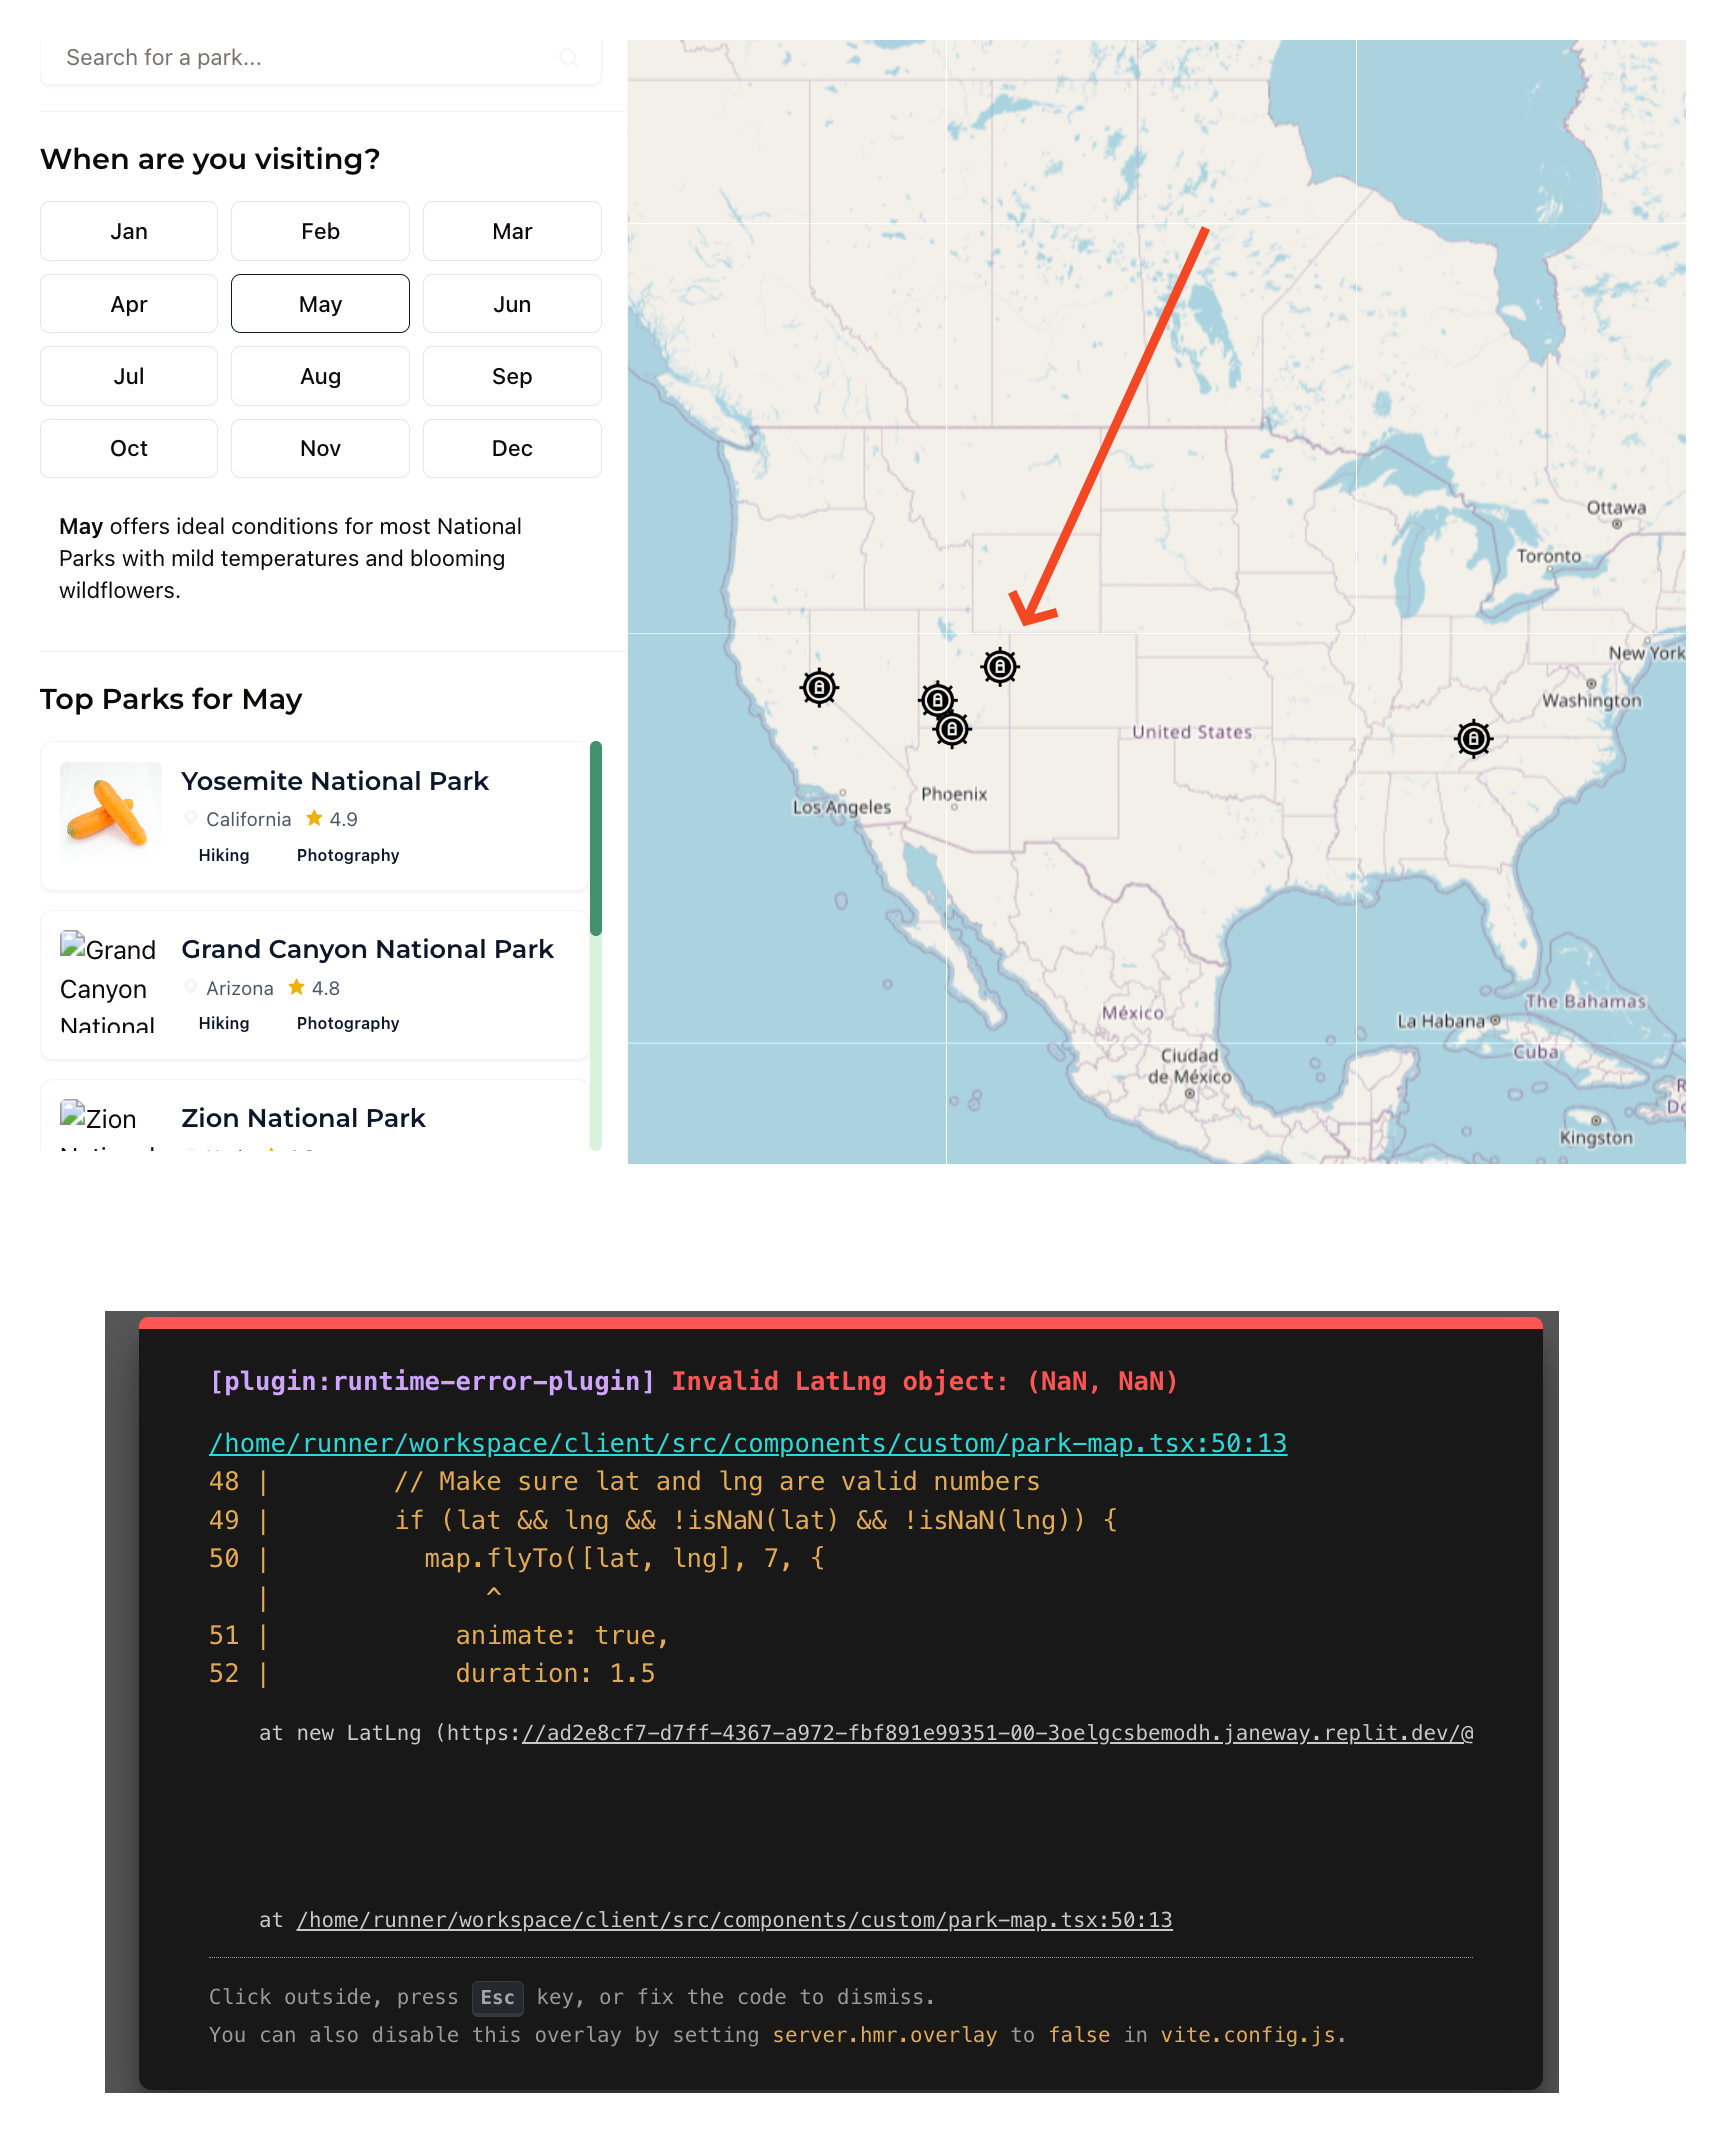 Search for a park...
When are you visiting?
Jan
Feb
Mar
Apr
May
Jun
Jul
Aug
Sep
Oct
Nov
Dec
May offers ideal conditions for most National
Parks with mild temperatures and blooming
wildflowers.
Top Parks for May
Yosemite National Park
California 4.9
Hiking Photography
Grand
Canyon
National
Grand Canyon National Park
Arizona 4.8
Hiking Photography
Zion
Zion National Park
Ottawa
Toronto
New York
Washington
United States
Phoenix
Los Angeles
México
The Bahamas
La Habana
Cuba
Ciudad
de México
Kingston
[plugin:runtime-error-plugin] Invalid LatLng object: (NaN, NaN)
/home/runner/workspace/client/src/components/custom/park-map.tsx:50:13
48 | // Make sure lat and lng are valid numbers
49 | if (lat && lng && !isNaN(lat) && !isNaN(lng)) {
50 | map.flyTo([lat, lng], 7, {
| ^
51 | animate: true,
52 | duration: 1.5
at new LatLng (https://ad2e8cf7-d7ff-4367-a972-fbf891e99351-00-3oelgcsbemodh.janeway.replit.dev/@
at /home/runner/workspace/client/src/components/custom/park-map.tsx:50:13
Click outside, press Esc key, or fix the code to dismiss.
You can also disable this overlay by setting server.hmr.overlay to false in vite.config.js.